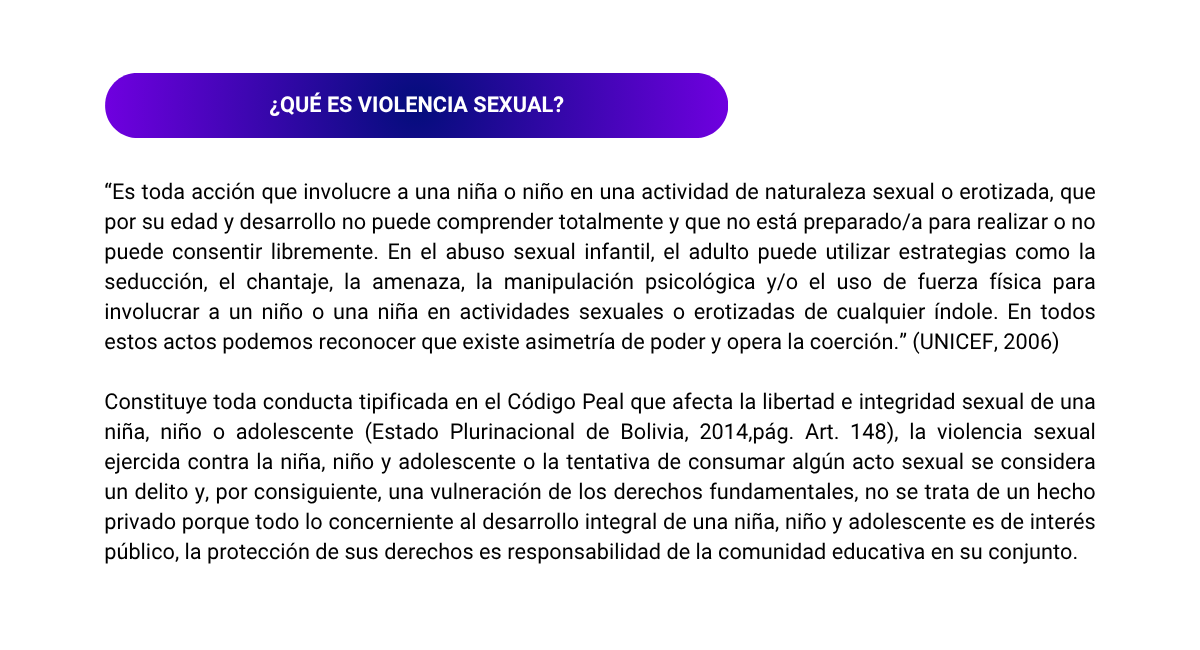 ¿QUÉ ES VIOLENCIA SEXUAL?
“Es toda acción que involucre a una niña o niño en una actividad de naturaleza sexual o erotizada, que
por su edad y desarrollo no puede comprender totalmente y que no está preparado/a para realizar o no
puede consentir libremente. En el abuso sexual infantil, el adulto puede utilizar estrategias como la
seducción, el chantaje, la amenaza, la manipulación psicológica y/o el uso de fuerza física para
involucrar a un niño o una niña en actividades sexuales o erotizadas de cualquier índole. En todos
estos actos podemos reconocer que existe asimetría de poder y opera la coerción.” (UNICEF, 2006)
Constituye toda conducta tipificada en el Código Peal que afecta la libertad e integridad sexual de una
niña, niño o adolescente (Estado Plurinacional de Bolivia, 2014,pág. Art. 148), la violencia sexual
ejercida contra la niña, niño y adolescente o la tentativa de consumar algún acto sexual se considera
un delito y, por consiguiente, una vulneración de los derechos fundamentales, no se trata de un hecho
privado porque todo lo concerniente al desarrollo integral de una niña, niño y adolescente es de interés
público, la protección de sus derechos es responsabilidad de la comunidad educativa en su conjunto.